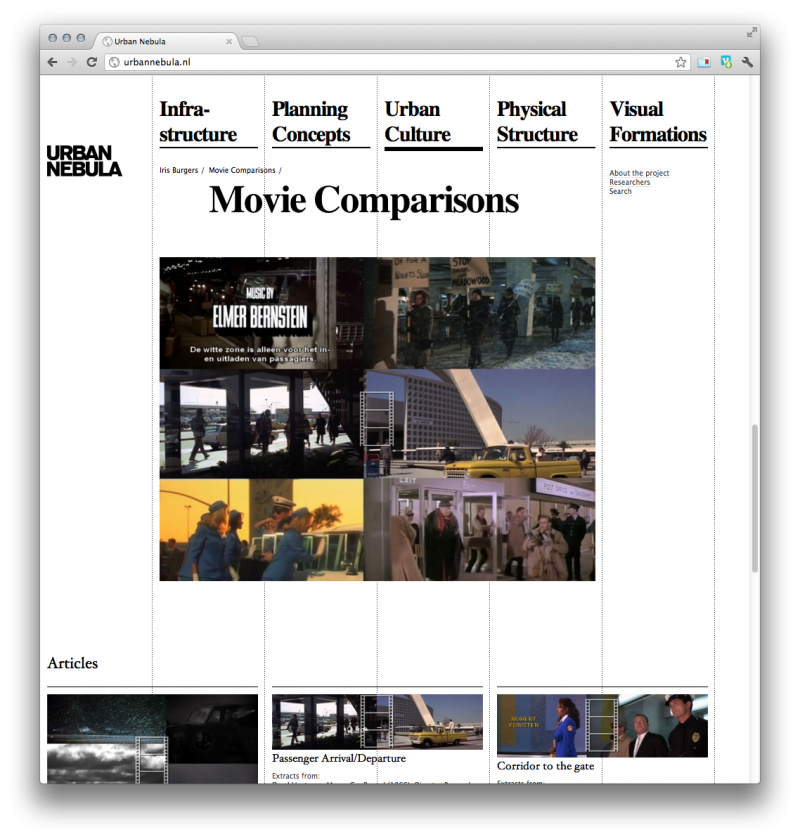 Urban Nebula
urbannebula.nl
Infra-
structure
Planning
Concepts
Urban
Culture
Physical
Structure
Visual
Formations
URBAN
NEBULA
Iris Burgers / Movie Comparisons /
About the project
Researchers
Search
Movie Comparisons
MUSIC BY
ELMER BERNSTEIN
De witte zone is alleen voor het in-
en uitladen van passagiers.
STOP
MEADOWOOD
Articles
ROBERT
FORSTER
Passenger Arrival/Departure
Extracts from:
Corridor to the gate
Extracts from: